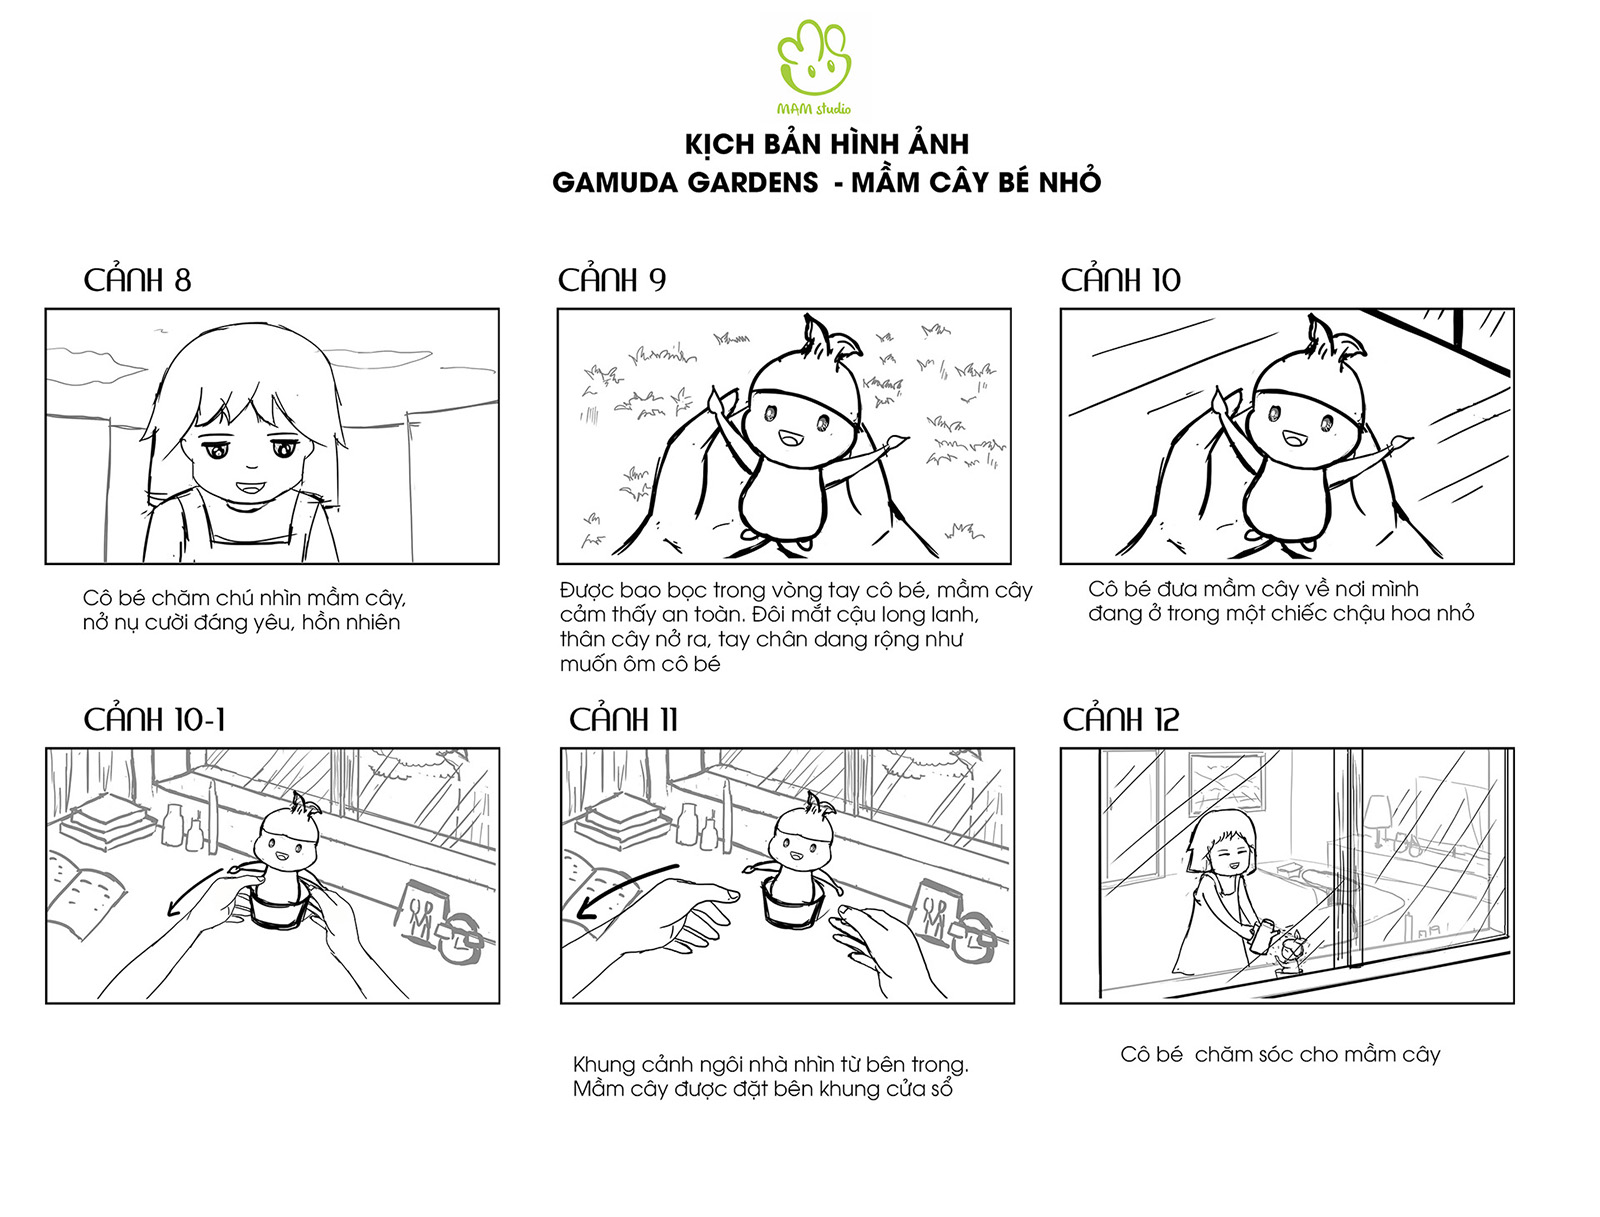 MAM studio
KỊCH BẢN HÌNH ẢNH
GAMUDA GARDENS - MẦM CÂY BÉ NHỎ
CẢNH 8
CẢNH 9
CẢNH 10
Cô bé chăm chú nhìn mầm cây,
nở nụ cười đáng yêu, hồn nhiên
Được bao bọc trong vòng tay cô bé, mầm cây
cảm thấy an toàn. Đôi mắt cậu long lanh,
thân cây nở ra, tay chân dang rộng như
muốn ôm cô bé
Cô bé đưa mầm cây về nơi mình
đang ở trong một chiếc chậu hoa nhỏ
CẢNH 10-1
CẢNH 11
CẢNH 12
Khung cảnh ngôi nhà nhìn từ bên trong.
Mầm cây được đặt bên khung cửa sổ
Cô bé chăm sóc cho mầm cây